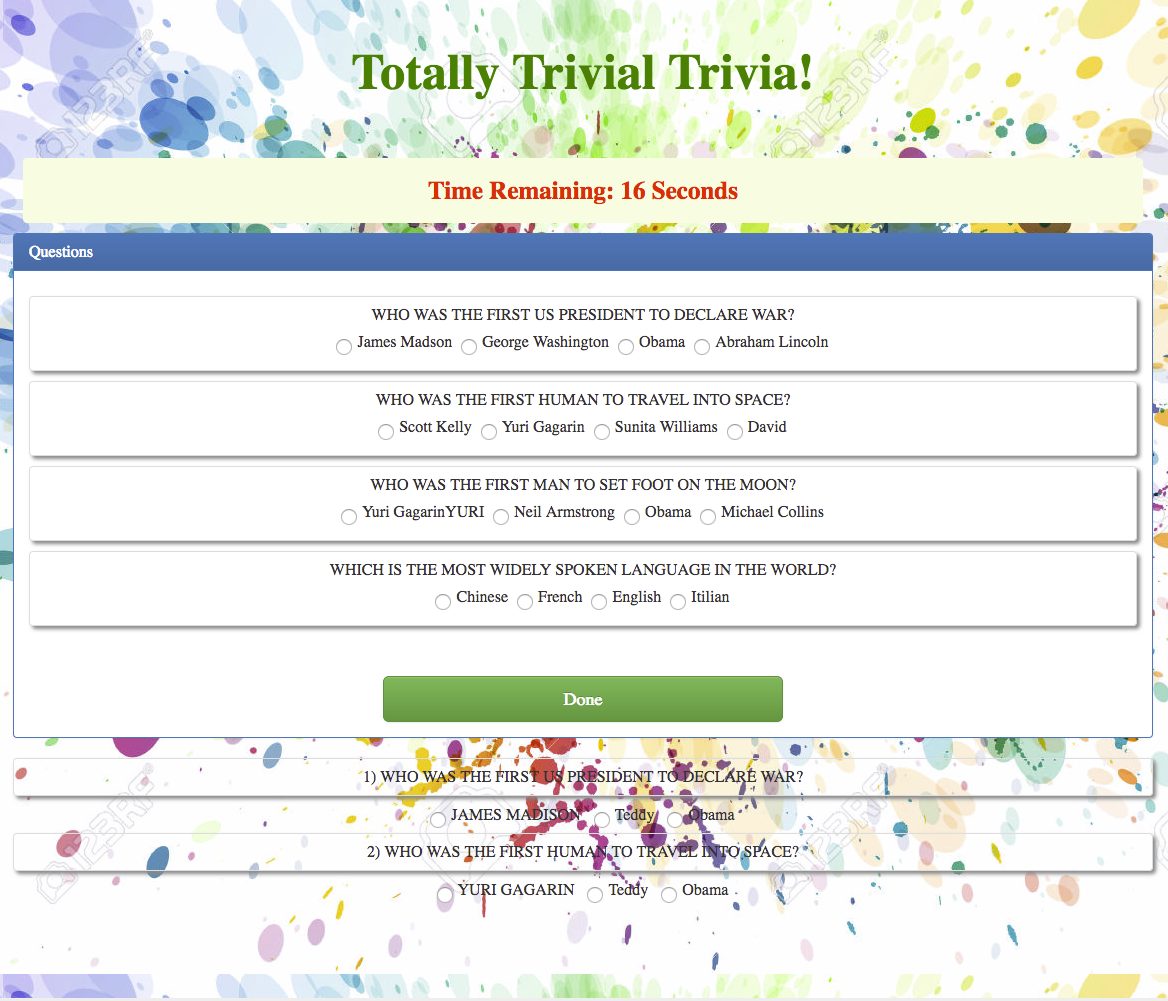 Totally Trivial Trivia!
Time Remaining: 16 Seconds
Questions
WHO WAS THE FIRST US PRESIDENT TO DECLARE WAR?
James Madson George Washington Obama Abraham Lincoln
WHO WAS THE FIRST HUMAN TO TRAVEL INTO SPACE?
Scott Kelly Yuri Gagarin Sunita Williams David
WHO WAS THE FIRST MAN TO SET FOOT ON THE MOON?
Yuri GagarinYURI Neil Armstrong Obama Michael Collins
WHICH IS THE MOST WIDELY SPOKEN LANGUAGE IN THE WORLD?
Chinese French English Itilian
Done
1) WHO WAS THE FIRST US PRESIDENT TO DECLARE WAR?
JAMES MADISON Teddy Obama
2) WHO WAS THE FIRST HUMAN TO TRAVEL INTO SPACE?
YURI GAGARIN Teddy Obama
123RF
123RF
123RF
123RF